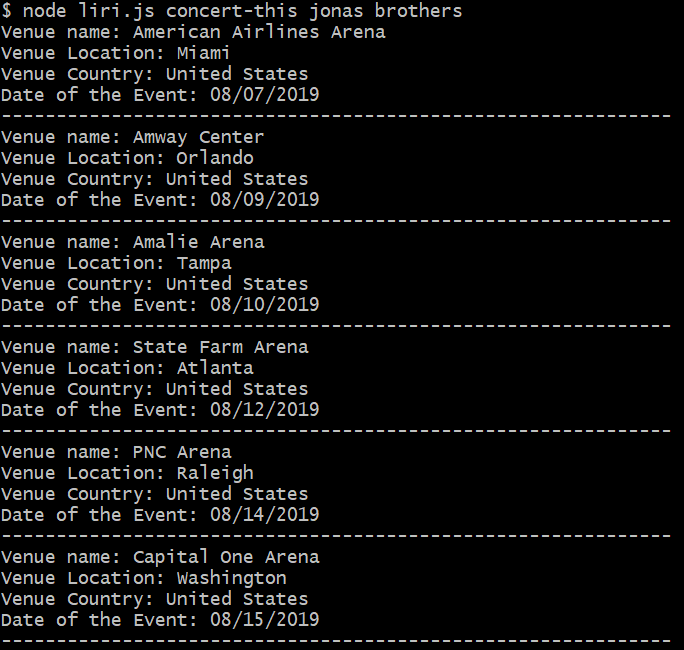 $ node liri.js concert-this jonas brothers
Venue name: American Airlines Arena
Venue Location: Miami
Venue Country: United States
Date of the Event: 08/07/2019
-------------------------------------------------------------
Venue name: Amway Center
Venue Location: Orlando
Venue Country: United States
Date of the Event: 08/09/2019
-------------------------------------------------------------
Venue name: Amalie Arena
Venue Location: Tampa
Venue Country: United States
Date of the Event: 08/10/2019
-------------------------------------------------------------
Venue name: State Farm Arena
Venue Location: Atlanta
Venue Country: United States
Date of the Event: 08/12/2019
-------------------------------------------------------------
Venue name: PNC Arena
Venue Location: Raleigh
Venue Country: United States
Date of the Event: 08/14/2019
-------------------------------------------------------------
Venue name: Capital One Arena
Venue Location: Washington
Venue Country: United States
Date of the Event: 08/15/2019
-------------------------------------------------------------